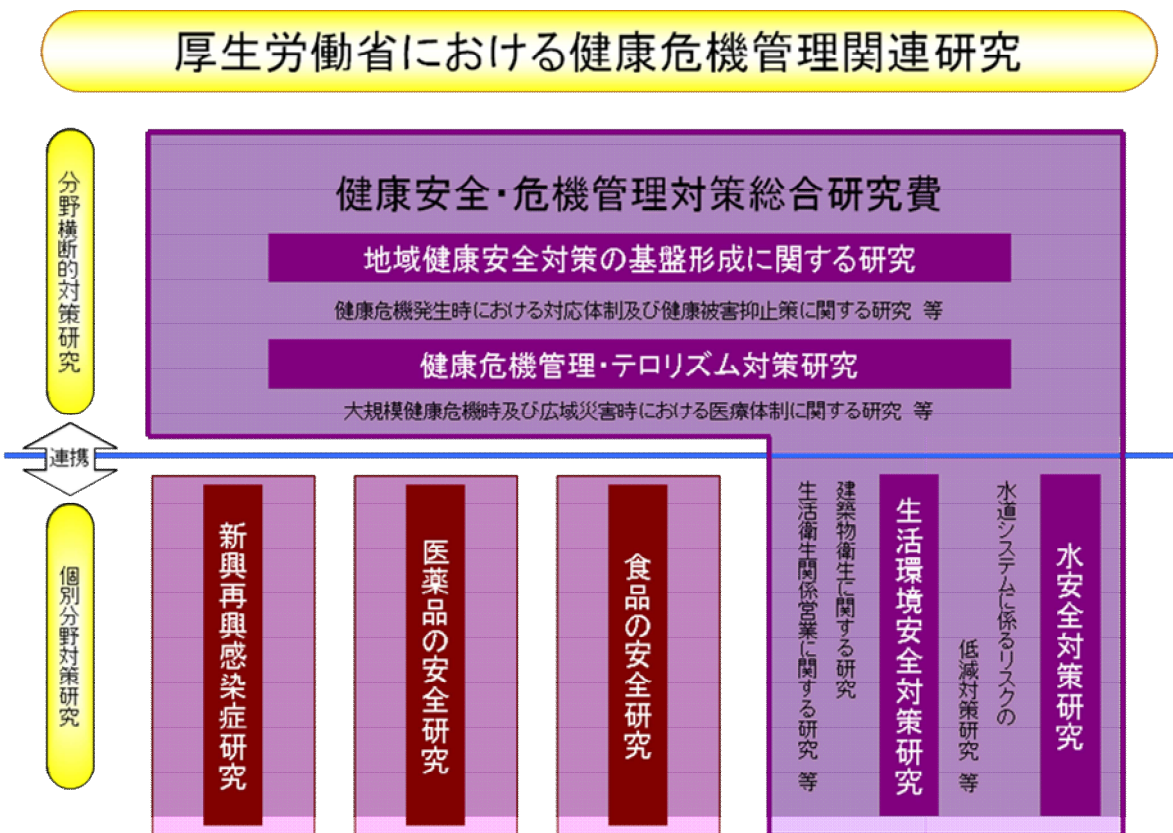 厚生労働省における健康危機管理関連研究
分野横断的対策研究
健康安全・危機管理対策総合研究費
地域健康安全対策の基盤形成に関する研究
健康危機発生時における対応体制及び健康被害抑止策に関する研究 等
健康危機管理・テロリズム対策研究
大規模健康危機時及び広域災害時における医療体制に関する研究 等
連携
個別分野対策研究
新興再興感染症研究
医薬品の安全研究
食品の安全研究
水安全対策研究
水道システムに係るリスクの
低減対策研究 等
生活環境安全対策研究
建築物衛生に関する研究
生活衛生関係営業に関する研究 等